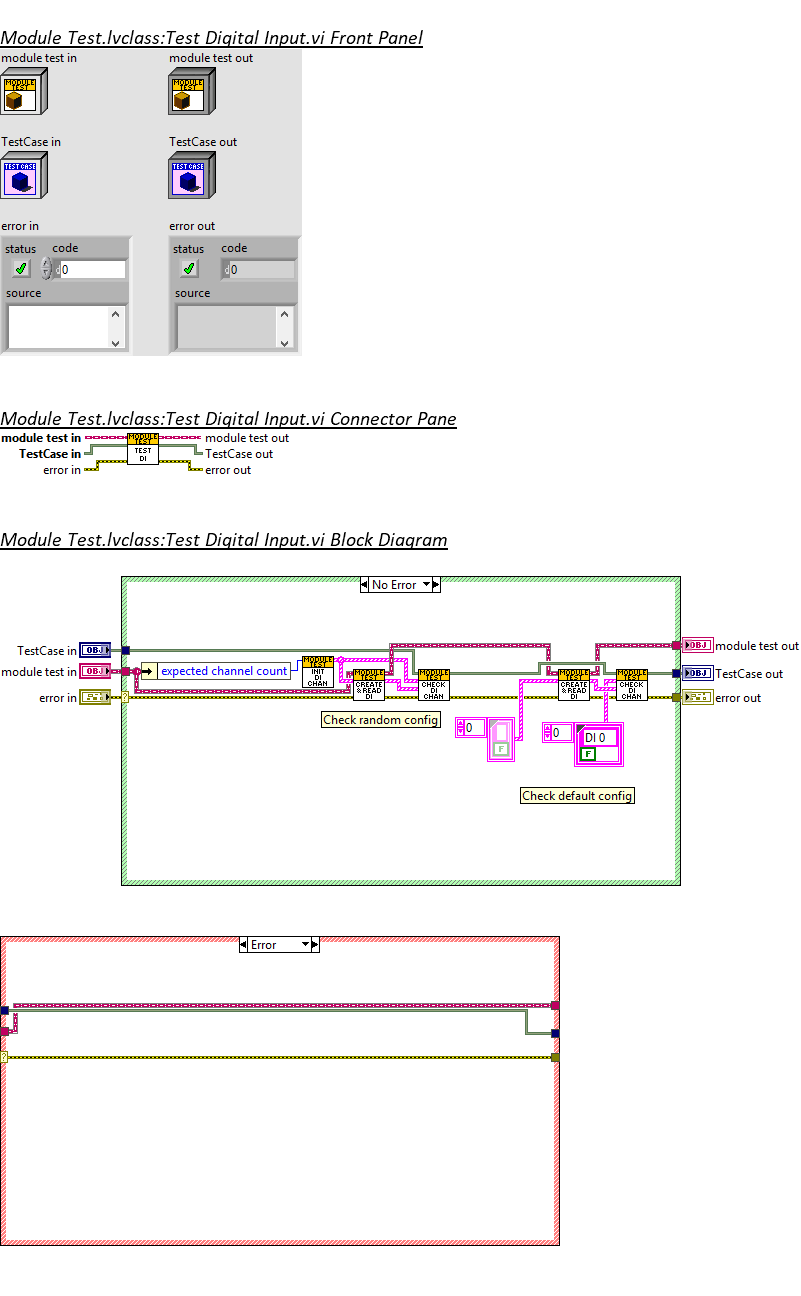 Module Test.lvclass:Test Digital Input.vi Front Panel
module test in
module test out
MODULE TEST
MODULE TEST
TestCase in
TestCase out
TEST CASE
TEST CASE
error in
error out
status code
status code
d 0
d 0
source
source
Module Test.lvclass:Test Digital Input.vi Connector Pane
module test in
MODULE TEST
module test out
TestCase in
TEST DI
TestCase out
error in
error out
Module Test.lvclass:Test Digital Input.vi Block Diagram
No Error
TestCase in
OBJ
OBJ
module test out
module test in
OBJ
expected channel count
MODULE TEST
INIT DI CHAN
MODULE TEST
CREATE & READ DI
MODULE TEST
CHECK DI CHAN
MODULE TEST
CREATE & READ DI
MODULE TEST
CHECK DI CHAN
OBJ
TestCase out
error in
?
error out
Check random config
0
F
0
DI 0
F
Check default config
Error
?